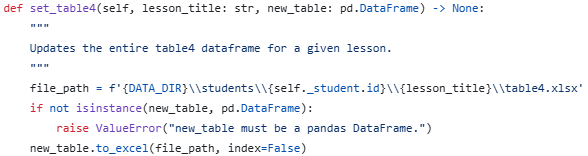 def set_table4(self, lesson_title: str, new_table: pd.DataFrame) -> None:
    """
    Updates the entire table4 dataframe for a given lesson.
    """
    file_path = f'{DATA_DIR}\\students\\{self._student.id}\\{lesson_title}\\table4.xlsx'
    if not isinstance(new_table, pd.DataFrame):
        raise ValueError("new_table must be a pandas DataFrame.")
    new_table.to_excel(file_path, index=False)